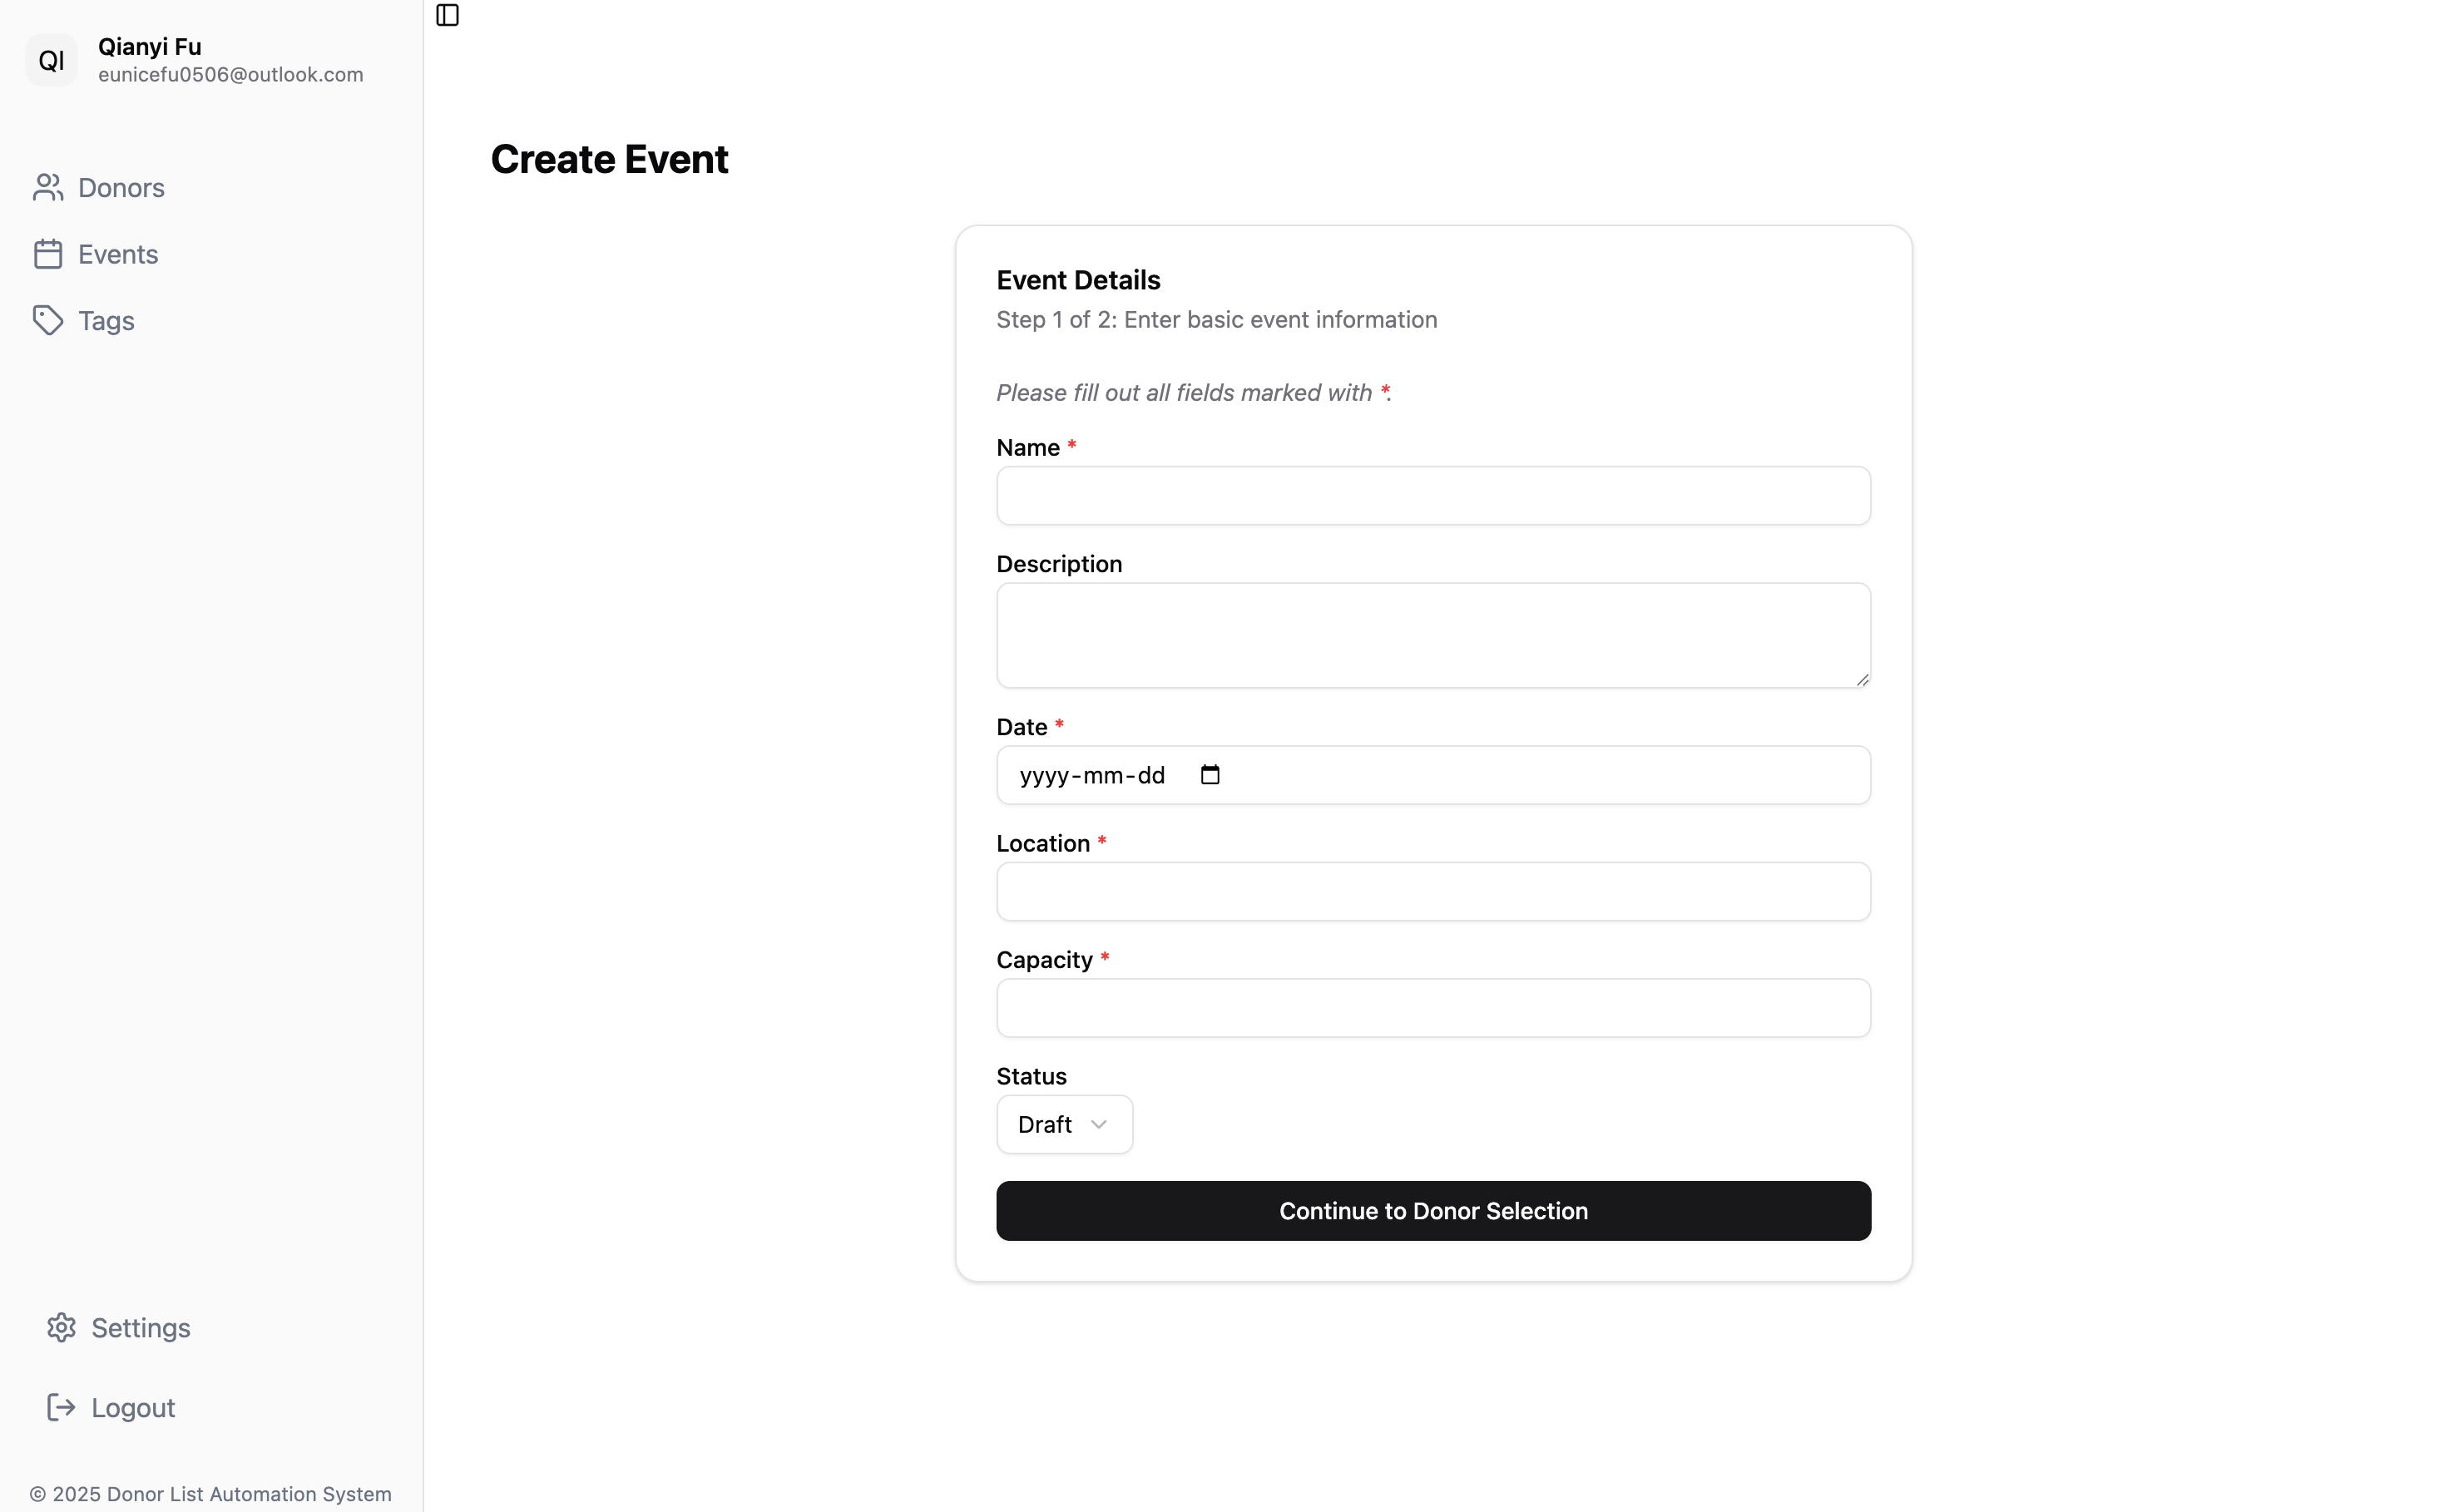 QI
Qianyi Fu
eunicefu0506@outlook.com
Donors
Events
Tags
Settings
Logout
© 2025 Donor List Automation System
Create Event
Event Details
Step 1 of 2: Enter basic event information
Please fill out all fields marked with *.
Name *
Description
Date *
yyyy-mm-dd
Location *
Capacity *
Status
Draft
Continue to Donor Selection